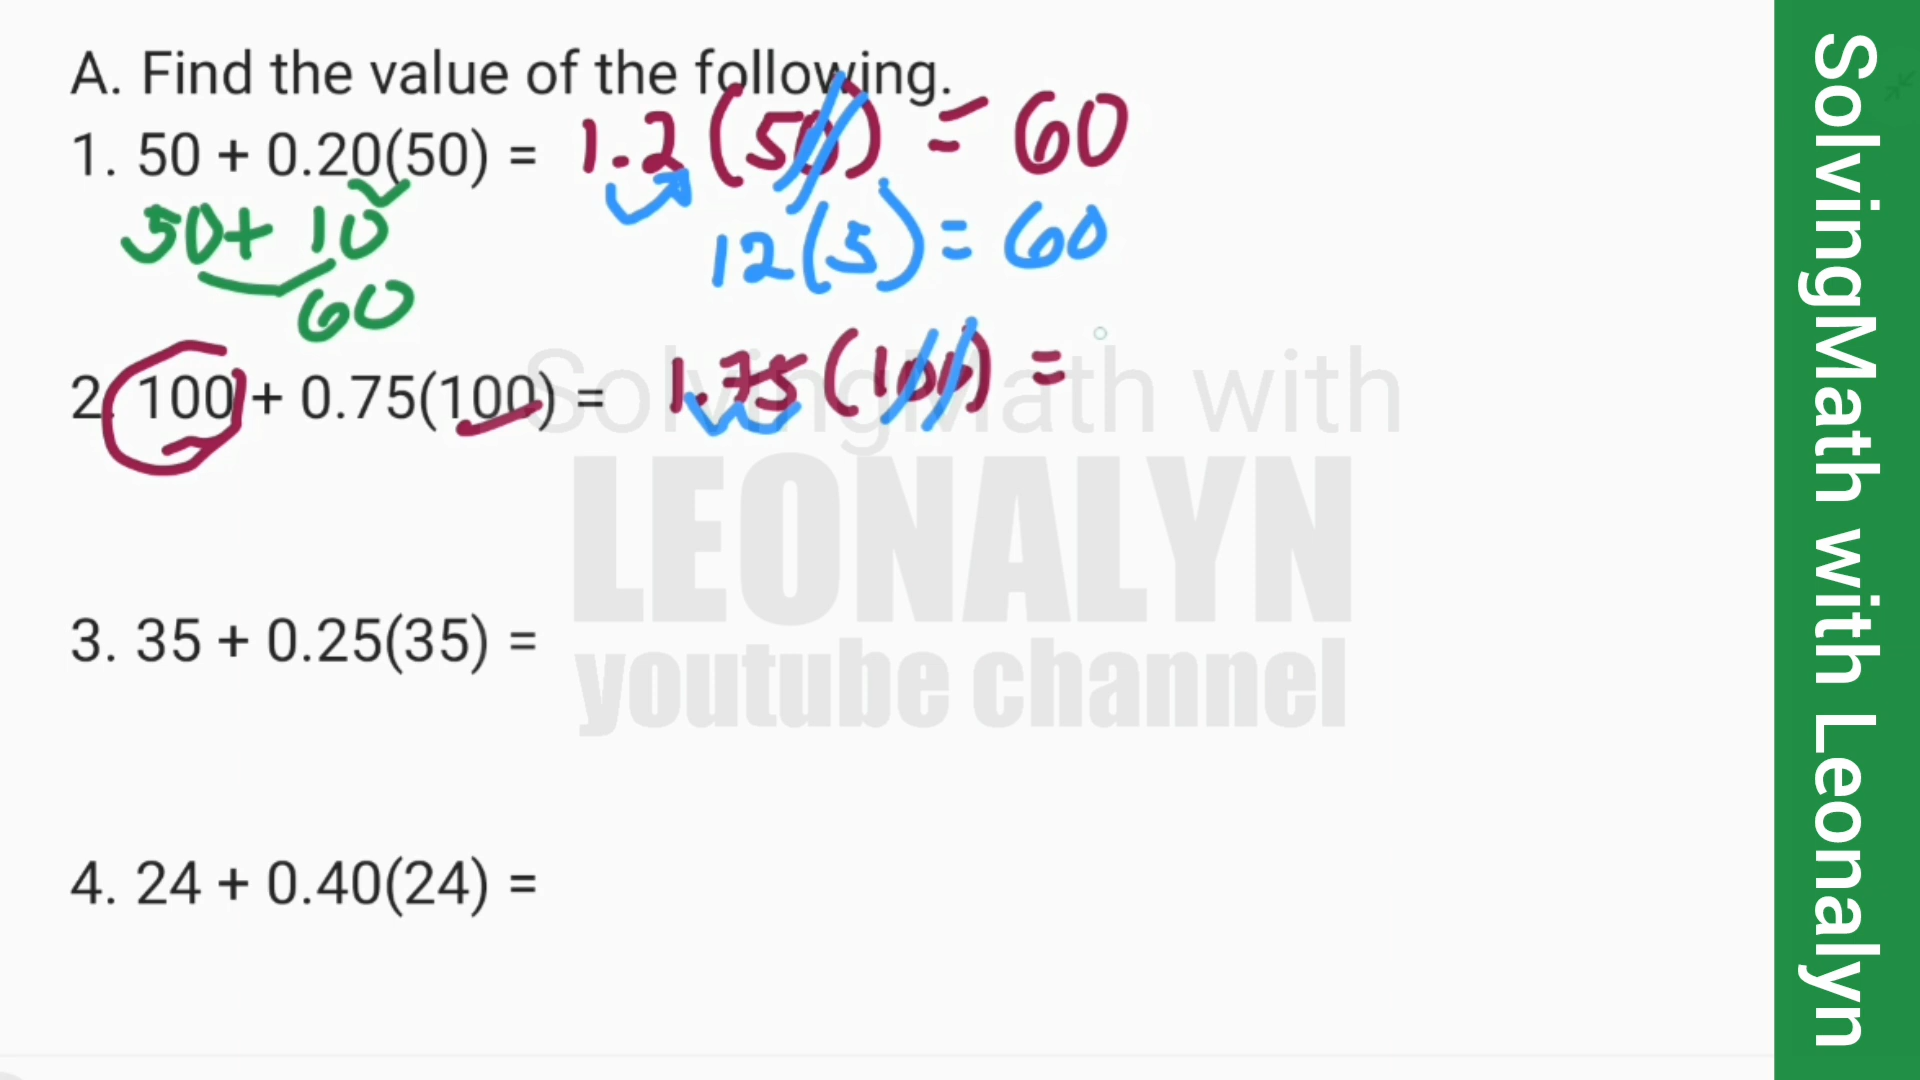 A. Find the value of the following.
1. 50 + 0.20(50) = 1.2 (50) = 60
50 + 10
12(5) = 60
60
2. 100 + 0.75(100) = 1.75 (100) =
SolvingMath with
LEONALYN
youtube channel
3. 35 + 0.25(35) =
4. 24 + 0.40(24) =
SolvingMath with Leonalyn